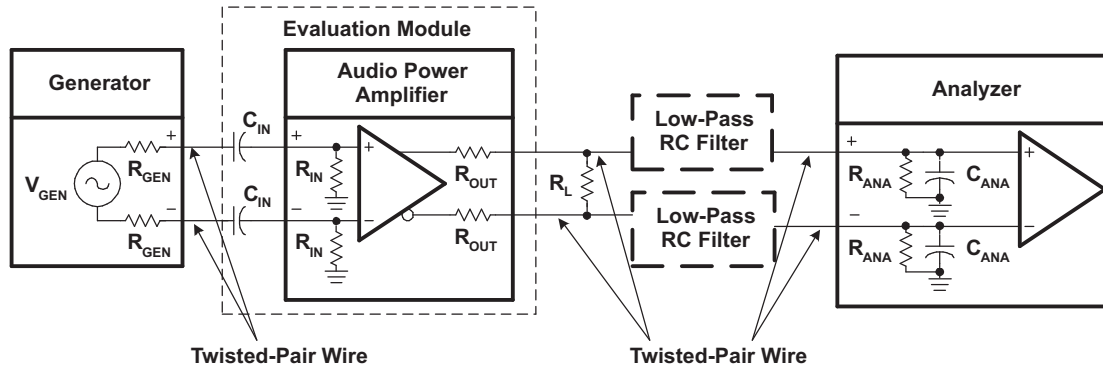 Evaluation Module
Generator
Audio Power
Amplifier
Analyzer
Low-Pass
RC Filter
Low-Pass
RC Filter
C_IN
C_IN
+
−
+
−
+
−
+
−
+
−
V_GEN
R_GEN
R_GEN
R_IN
R_IN
R_OUT
R_OUT
R_L
R_ANA
C_ANA
R_ANA
C_ANA
Twisted-Pair Wire
Twisted-Pair Wire